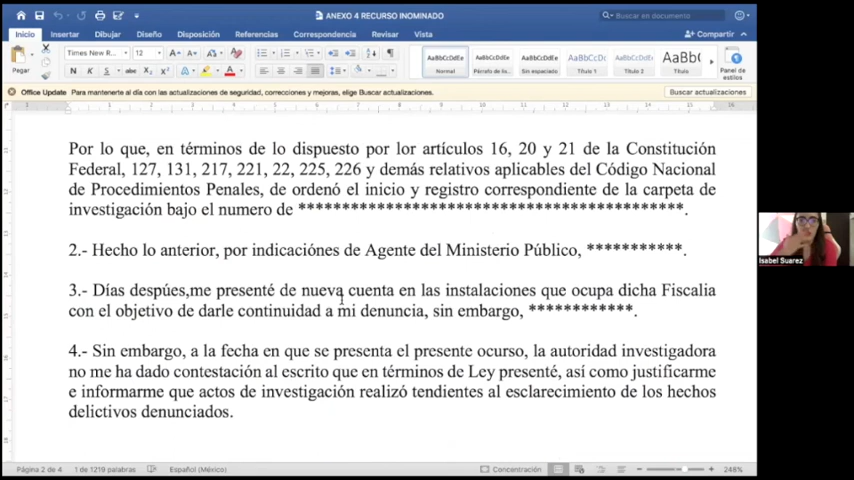 ANEXO 4 RECURSO INOMINADO
Buscar en documento
Inicio Insertar Dibujar Diseño Disposición Referencias Correspondencia Revisar Vista
Compartir
Pegar
Times New R... 12
N K S abc X₂ X²
AaBbCcDdEe AaBbCcDdEe AaBbCcDdEe AaBbCcDc AaBbCcDdEe AaBbC
Normal Párrafo de lis... Sin espaciado Título 1 Título 2 Título
Panel de estilos
Office Update Para mantenerte al día con las actualizaciones de seguridad, correcciones y mejoras, elige Buscar actualizaciones.
Buscar actualizaciones
Por lo que, en términos de lo dispuesto por lor artículos 16, 20 y 21 de la Constitución
Federal, 127, 131, 217, 221, 22, 225, 226 y demás relativos aplicables del Código Nacional
de Procedimientos Penales, de ordenó el inicio y registro correspondiente de la carpeta de
investigación bajo el numero de ********************************************.
2.- Hecho lo anterior, por indicaciónes de Agente del Ministerio Público, ***********.
3.- Días despúes,me presenté de nueva cuenta en las instalaciones que ocupa dicha Fiscalia
con el objetivo de darle continuidad a mi denuncia, sin embargo, ************.
4.- Sin embargo, a la fecha en que se presenta el presente ocurso, la autoridad investigadora
no me ha dado contestación al escrito que en términos de Ley presenté, así como justificarme
e informarme que actos de investigación realizó tendientes al esclarecimiento de los hechos
delictivos denunciados.
Isabel Suarez
Página 2 de 4 1 de 1219 palabras Español (México) Concentración 248%